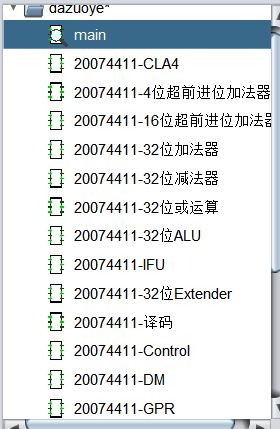 dazuoye*
main
20074411-CLA4
20074411-4位超前进位加法器
20074411-16位超前进位加法器
20074411-32位加法器
20074411-32位减法器
20074411-32位或运算
20074411-32位ALU
20074411-IFU
20074411-32位Extender
20074411-译码
20074411-Control
20074411-DM
20074411-GPR